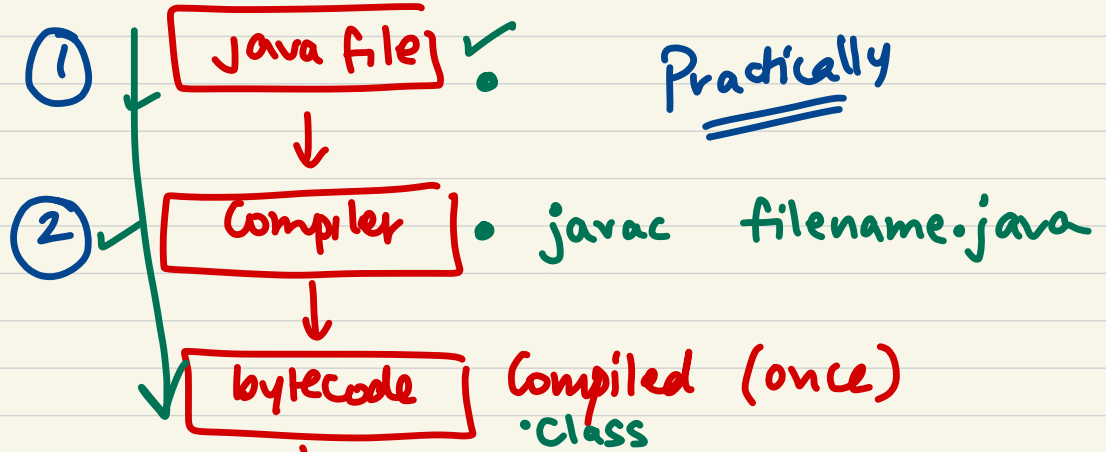 1 java file
Practically
2 Compiler • javac filename.java
bytecode Compiled (once)
.class